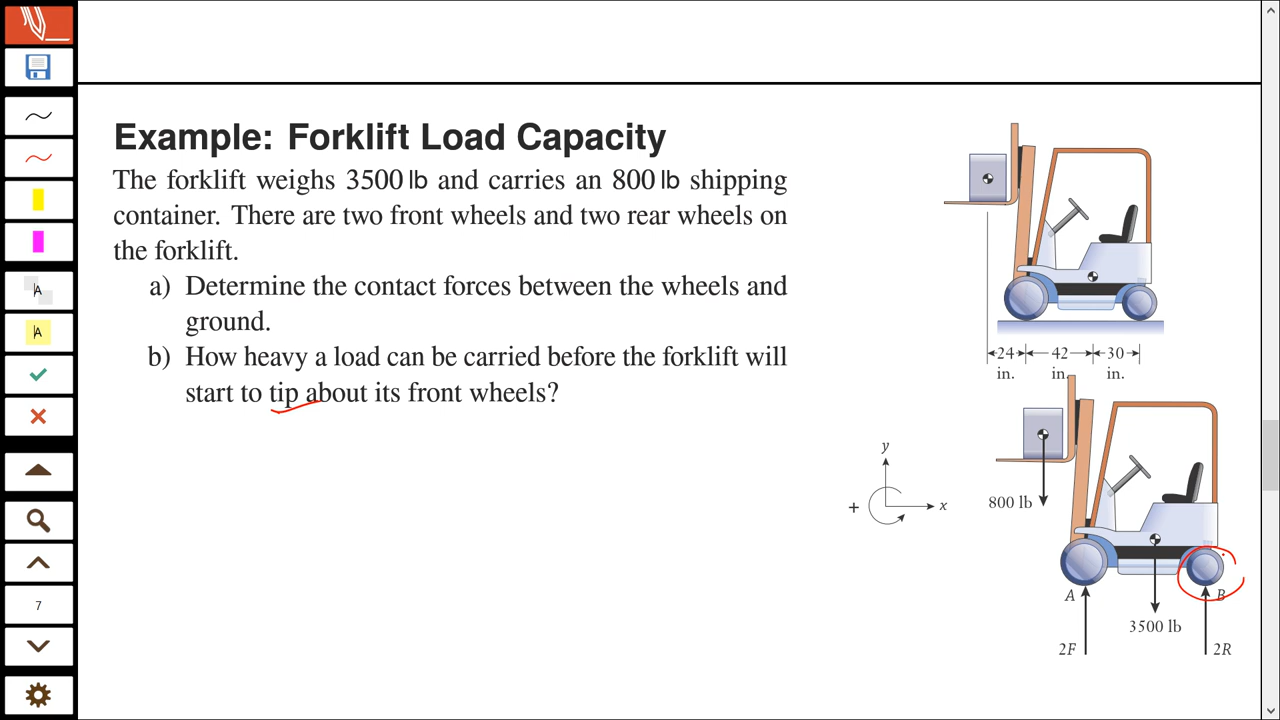 Example: Forklift Load Capacity
The forklift weighs 3500 lb and carries an 800 lb shipping
container. There are two front wheels and two rear wheels on
the forklift.
a) Determine the contact forces between the wheels and
ground.
b) How heavy a load can be carried before the forklift will
start to tip about its front wheels?
24 42 30
in. in. in.
y
+ x
800 lb
A B
3500 lb
2F 2R
A
A
7